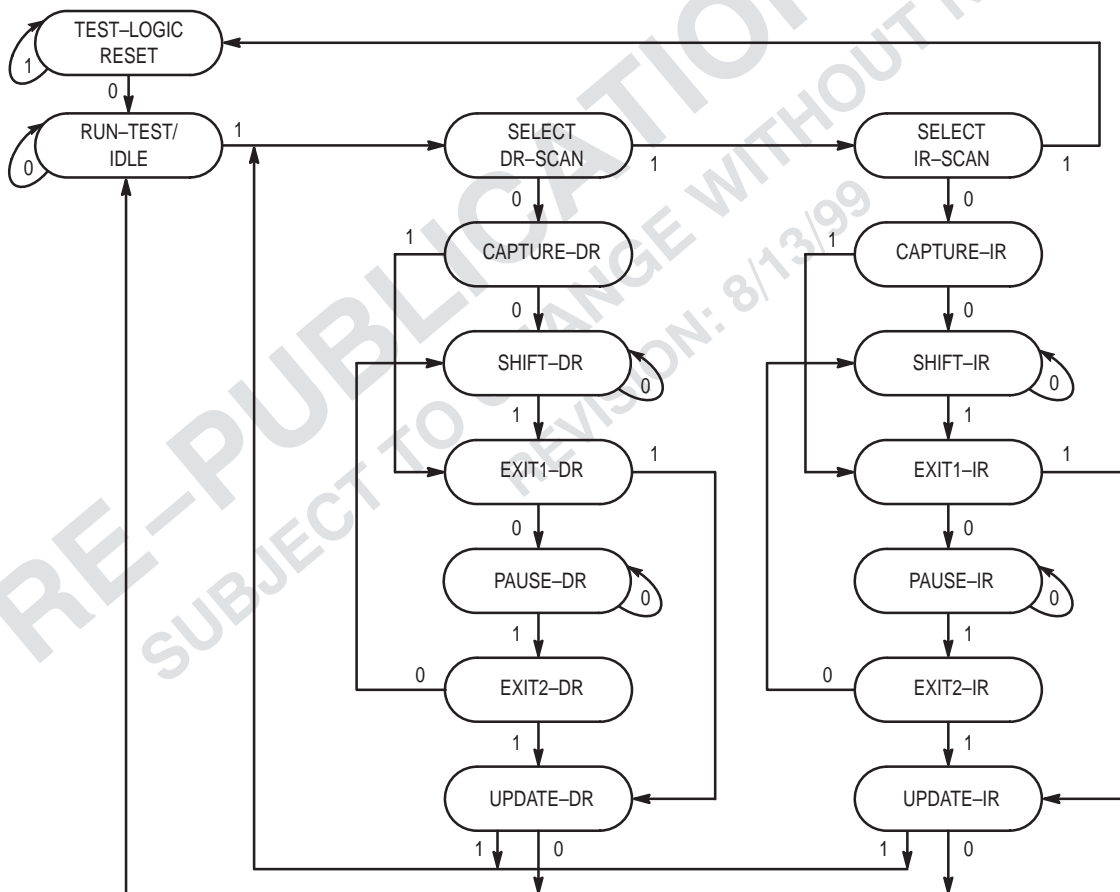 TEST–LOGIC
RESET
1
0
RUN–TEST/
IDLE
0
1
SELECT
DR–SCAN
1
SELECT
IR–SCAN
1
0
0
1
CAPTURE–DR
1
CAPTURE–IR
0
0
SHIFT–DR
0
SHIFT–IR
0
1
1
EXIT1–DR
1
EXIT1–IR
1
0
0
PAUSE–DR
0
PAUSE–IR
0
1
1
0
EXIT2–DR
0
EXIT2–IR
1
1
UPDATE–DR
UPDATE–IR
1
0
1
0
RE–PUBLICATION
SUBJECT TO CHANGE WITHOUT
REVISION: 8/13/99